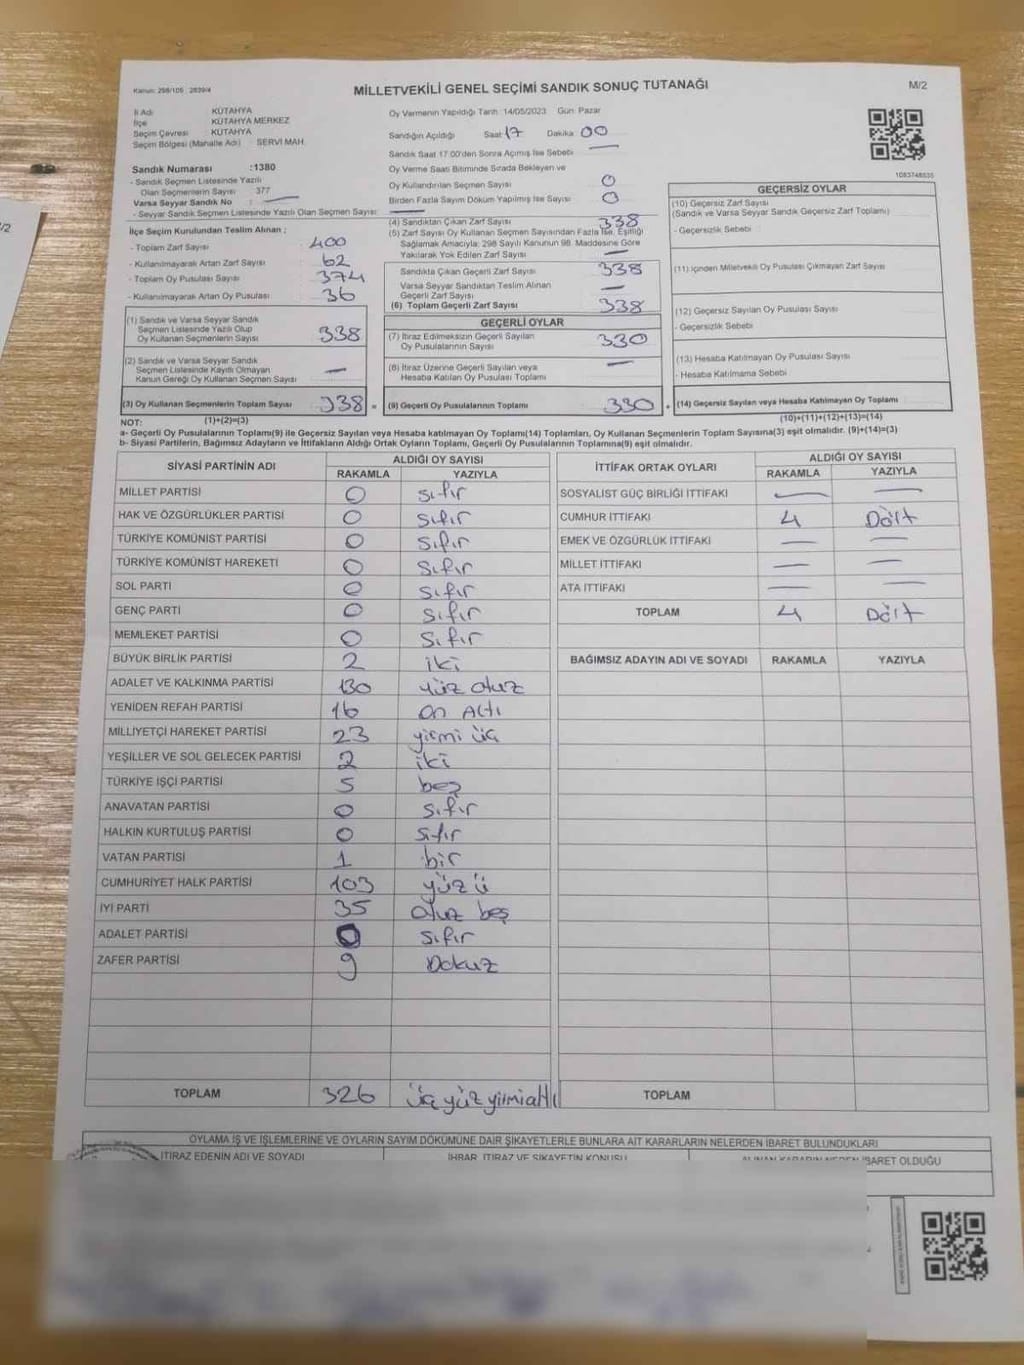 Kanun: 298/105 2839/4
MİLLETVEKİLİ GENEL SEÇİMİ SANDIK SONUÇ TUTANAĞI
M/2
İl Adı KÜTAHYA
İlçe KÜTAHYA MERKEZ
Seçim Çevresi KÜTAHYA
Seçim Bölgesi (Mahalle Adı) SERVİ MAH.
Sandık Numarası :1380
- Sandık Seçmen Listesinde Yazılı
Olan Seçmenlerin Sayısı 377
Varsa Seyyar Sandık No : —
- Seyyar Sandık Seçmen Listesinde Yazılı Olan Seçmen Sayısı: —
İlçe Seçim Kurulundan Teslim Alınan ;
- Toplam Zarf Sayısı 400
- Kullanılmayarak Artan Zarf Sayısı 62
- Toplam Oy Pusulası Sayısı 374
- Kullanılmayarak Artan Oy Pusulası 36
(1) Sandık ve Varsa Seyyar Sandık
Seçmen Listesinde Yazılı Olup
Oy Kullanan Seçmenlerin Sayısı 338
(2) Sandık ve Varsa Seyyar Sandık
Seçmen Listesinde Kayıtlı Olmayan
Kanun Gereği Oy Kullanan Seçmen Sayısı —
(3) Oy Kullanan Seçmenlerin Toplam Sayısı 338 =
Oy Vermenin Yapıldığı Tarih: 14/05/2023 Gün: Pazar
Sandığın Açıldığı Saat 17 Dakika 00
Sandık Saat 17.00'den Sonra Açılmış İse Sebebi —
Oy Verme Saati Bitiminde Sırada Bekleyen ve
Oy Kullandırılan Seçmen Sayısı 0
Birden Fazla Sayım Döküm Yapılmış İse Sayısı 0
(4) Sandıktan Çıkan Zarf Sayısı 338
(5) Zarf Sayısı Oy Kullanan Seçmen Sayısından Fazla İse, Eşitliği
Sağlamak Amacıyla; 298 Sayılı Kanunun 98. Maddesine Göre
Yakılarak Yok Edilen Zarf Sayısı —
Sandıkta Çıkan Geçerli Zarf Sayısı 338
Varsa Seyyar Sandıktan Teslim Alınan
Geçerli Zarf Sayısı —
(6) Toplam Geçerli Zarf Sayısı 338
GEÇERLİ OYLAR
(7) İtiraz Edilmeksizin Geçerli Sayılan
Oy Pusulalarının Sayısı 330
(8) İtiraz Üzerine Geçerli Sayılan veya
Hesaba Katılan Oy Pusulası Toplamı —
(9) Geçerli Oy Pusulalarının Toplamı 330 +
1083748535
GEÇERSİZ OYLAR
(10) Geçersiz Zarf Sayısı
(Sandık ve Varsa Seyyar Sandık Geçersiz Zarf Toplamı)
- Geçersizlik Sebebi
(11) İçinden Milletvekili Oy Pusulası Çıkmayan Zarf Sayısı
(12) Geçersiz Sayılan Oy Pusulası Sayısı
- Geçersizlik Sebebi
(13) Hesaba Katılmayan Oy Pusulası Sayısı
- Hesaba Katılmama Sebebi
(14) Geçersiz Sayılan veya Hesaba Katılmayan Oy Toplamı
NOT: (1)+(2)=(3) (10)+(11)+(12)+(13)=(14)
a- Geçerli Oy Pusulalarının Toplamı(9) ile Geçersiz Sayılan veya Hesaba katılmayan Oy Toplamı(14) Toplamları, Oy Kullanan Seçmenlerin Toplam Sayısına(3) eşit olmalıdır. (9)+(14)=(3)
b- Siyasi Partilerin, Bağımsız Adayların ve İttifakların Aldığı Ortak Oyların Toplamı, Geçerli Oy Pusulalarının Toplamına(9) eşit olmalıdır.
SİYASİ PARTİNİN ADI ALDIĞI OY SAYISI
RAKAMLA YAZIYLA
MİLLET PARTİSİ 0 sıfır
HAK VE ÖZGÜRLÜKLER PARTİSİ 0 sıfır
TÜRKİYE KOMÜNİST PARTİSİ 0 sıfır
TÜRKİYE KOMÜNİST HAREKETİ 0 sıfır
SOL PARTİ 0 sıfır
GENÇ PARTİ 0 sıfır
MEMLEKET PARTİSİ 0 sıfır
BÜYÜK BİRLİK PARTİSİ 2 iki
ADALET VE KALKINMA PARTİSİ 130 yüz otuz
YENİDEN REFAH PARTİSİ 16 on Altı
MİLLİYETÇİ HAREKET PARTİSİ 23 yirmi üç
YEŞİLLER VE SOL GELECEK PARTİSİ 2 iki
TÜRKİYE İŞÇİ PARTİSİ 5 beş
ANAVATAN PARTİSİ 0 sıfır
HALKIN KURTULUŞ PARTİSİ 0 sıfır
VATAN PARTİSİ 1 bir
CUMHURİYET HALK PARTİSİ 103 yüz ü
İYİ PARTİ 35 otuz beş
ADALET PARTİSİ 0 sıfır
ZAFER PARTİSİ 9 Dokuz
TOPLAM 326 üç yüz yirmi altı
İTTİFAK ORTAK OYLARI ALDIĞI OY SAYISI
RAKAMLA YAZIYLA
SOSYALİST GÜÇ BİRLİĞİ İTTİFAKI — —
CUMHUR İTTİFAKI 4 Dört
EMEK VE ÖZGÜRLÜK İTTİFAKI — —
MİLLET İTTİFAKI — —
ATA İTTİFAKI — —
TOPLAM 4 Dört
BAĞIMSIZ ADAYIN ADI VE SOYADI RAKAMLA YAZIYLA
TOPLAM
OYLAMA İŞ VE İŞLEMLERİNE VE OYLARIN SAYIM DÖKÜMÜNE DAİR ŞİKAYETLERLE BUNLARA AİT KARARLARIN NELERDEN İBARET BULUNDUKLARI
İTİRAZ EDENİN ADI VE SOYADI İHBAR, İTİRAZ VE ŞİKAYETİN KONUSU ALINAN KARARIN NEDEN İBARET OLDUĞU